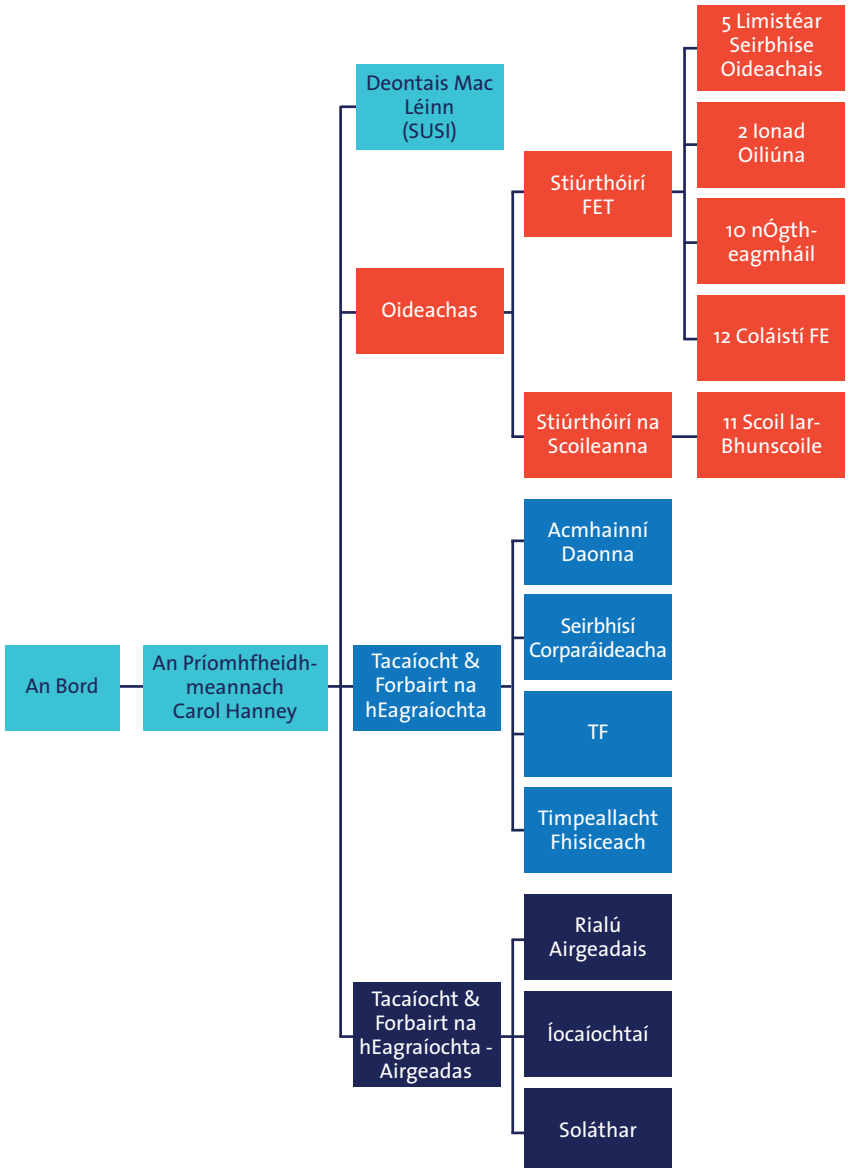 An Bord
An Príomhfheidh-
meannach
Carol Hanney
Deontais Mac
Léinn
(SUSI)
Oideachas
Stiúrthóirí
FET
5 Limistéar
Seirbhíse
Oideachais
2 Ionad
Oiliúna
10 nÓgth-
eagmháil
12 Coláistí FE
Stiúrthóirí na
Scoileanna
11 Scoil Iar-
Bhunscoile
Tacaíocht &
Forbairt na
hEagraíochta
Acmhainní
Daonna
Seirbhísí
Corparáideacha
TF
Timpeallacht
Fhisiceach
Tacaíocht &
Forbairt na
hEagraíochta -
Airgeadas
Rialú
Airgeadais
Íocaíochtaí
Soláthar